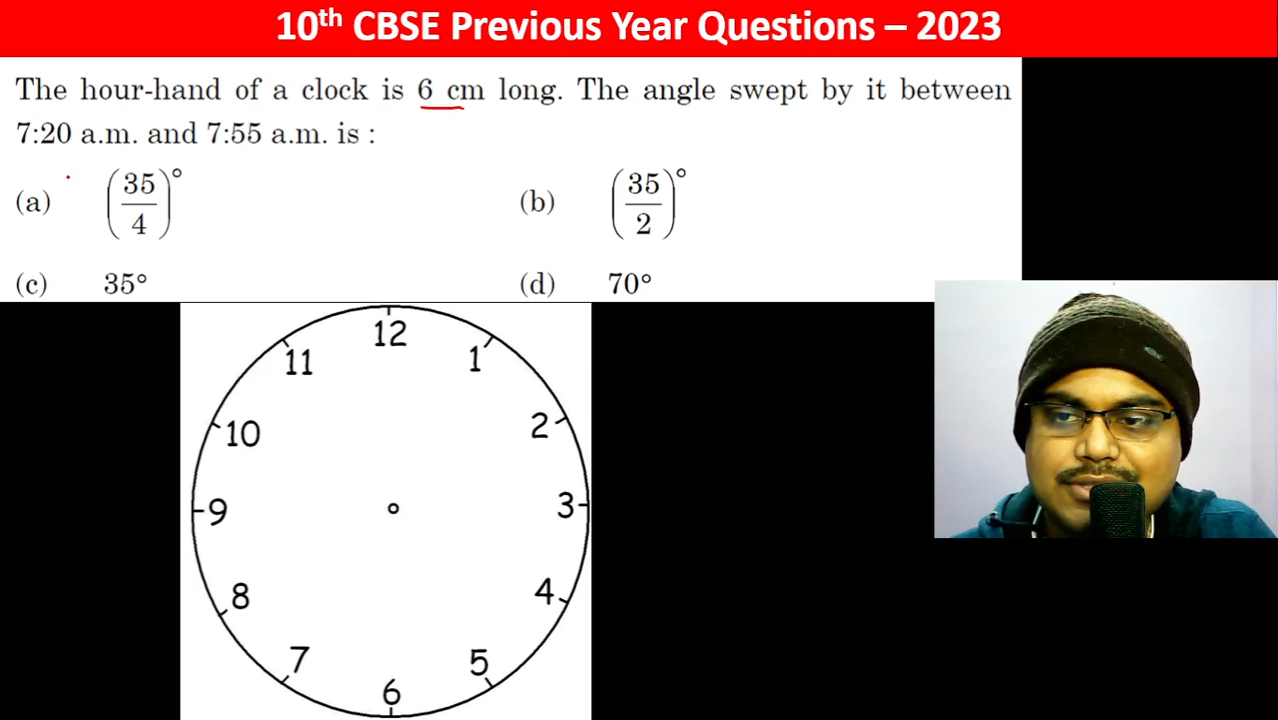 10th CBSE Previous Year Questions – 2023
The hour-hand of a clock is 6 cm long. The angle swept by it between
7:20 a.m. and 7:55 a.m. is :
(a) (35/4)° (b) (35/2)°
(c) 35° (d) 70°
12
11 1
10 2
9 3
8 4
7 5
6